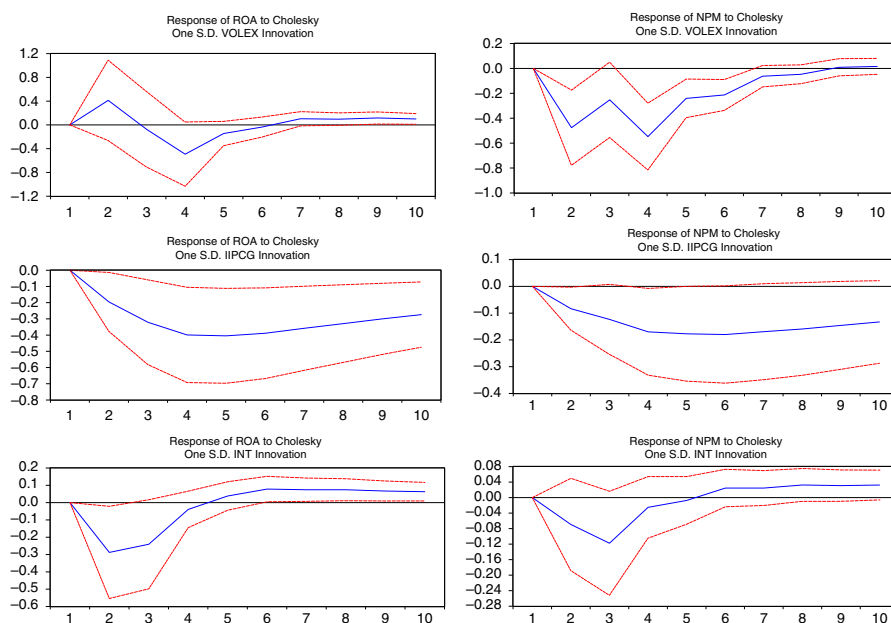 Response of ROA to Cholesky
One S.D. VOLEX Innovation
1.2
0.8
0.4
0.0
−0.4
−0.8
−1.2
1 2 3 4 5 6 7 8 9 10
Response of NPM to Cholesky
One S.D. VOLEX Innovation
0.2
0.0
−0.2
−0.4
−0.6
−0.8
−1.0
1 2 3 4 5 6 7 8 9 10
Response of ROA to Cholesky
One S.D. IIPCG Innovation
0.0
−0.1
−0.2
−0.3
−0.4
−0.5
−0.6
−0.7
−0.8
1 2 3 4 5 6 7 8 9 10
Response of NPM to Cholesky
One S.D. IIPCG Innovation
0.1
0.0
−0.1
−0.2
−0.3
−0.4
1 2 3 4 5 6 7 8 9 10
Response of ROA to Cholesky
One S.D. INT Innovation
0.2
0.1
0.0
−0.1
−0.2
−0.3
−0.4
−0.5
−0.6
1 2 3 4 5 6 7 8 9 10
Response of NPM to Cholesky
One S.D. INT Innovation
0.08
0.04
0.00
−0.04
−0.08
−0.12
−0.16
−0.20
−0.24
−0.28
1 2 3 4 5 6 7 8 9 10